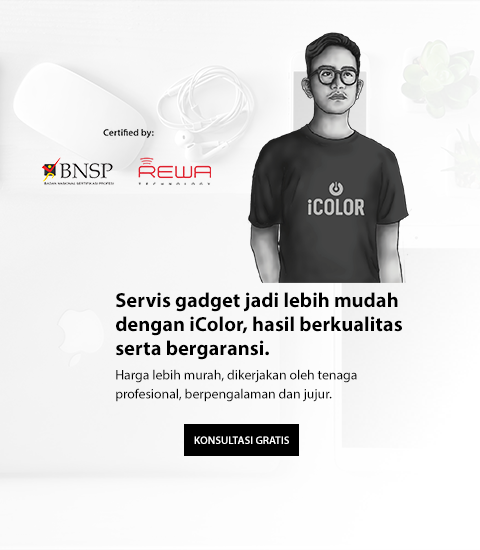 Certified by:
BNSP
BADAN NASIONAL SERTIFIKASI PROFESI
REWA
TECHNOLOGY
iCOLOR
Servis gadget jadi lebih mudah
dengan iColor, hasil berkualitas
serta bergaransi.
Harga lebih murah, dikerjakan oleh tenaga
profesional, berpengalaman dan jujur.
KONSULTASI GRATIS